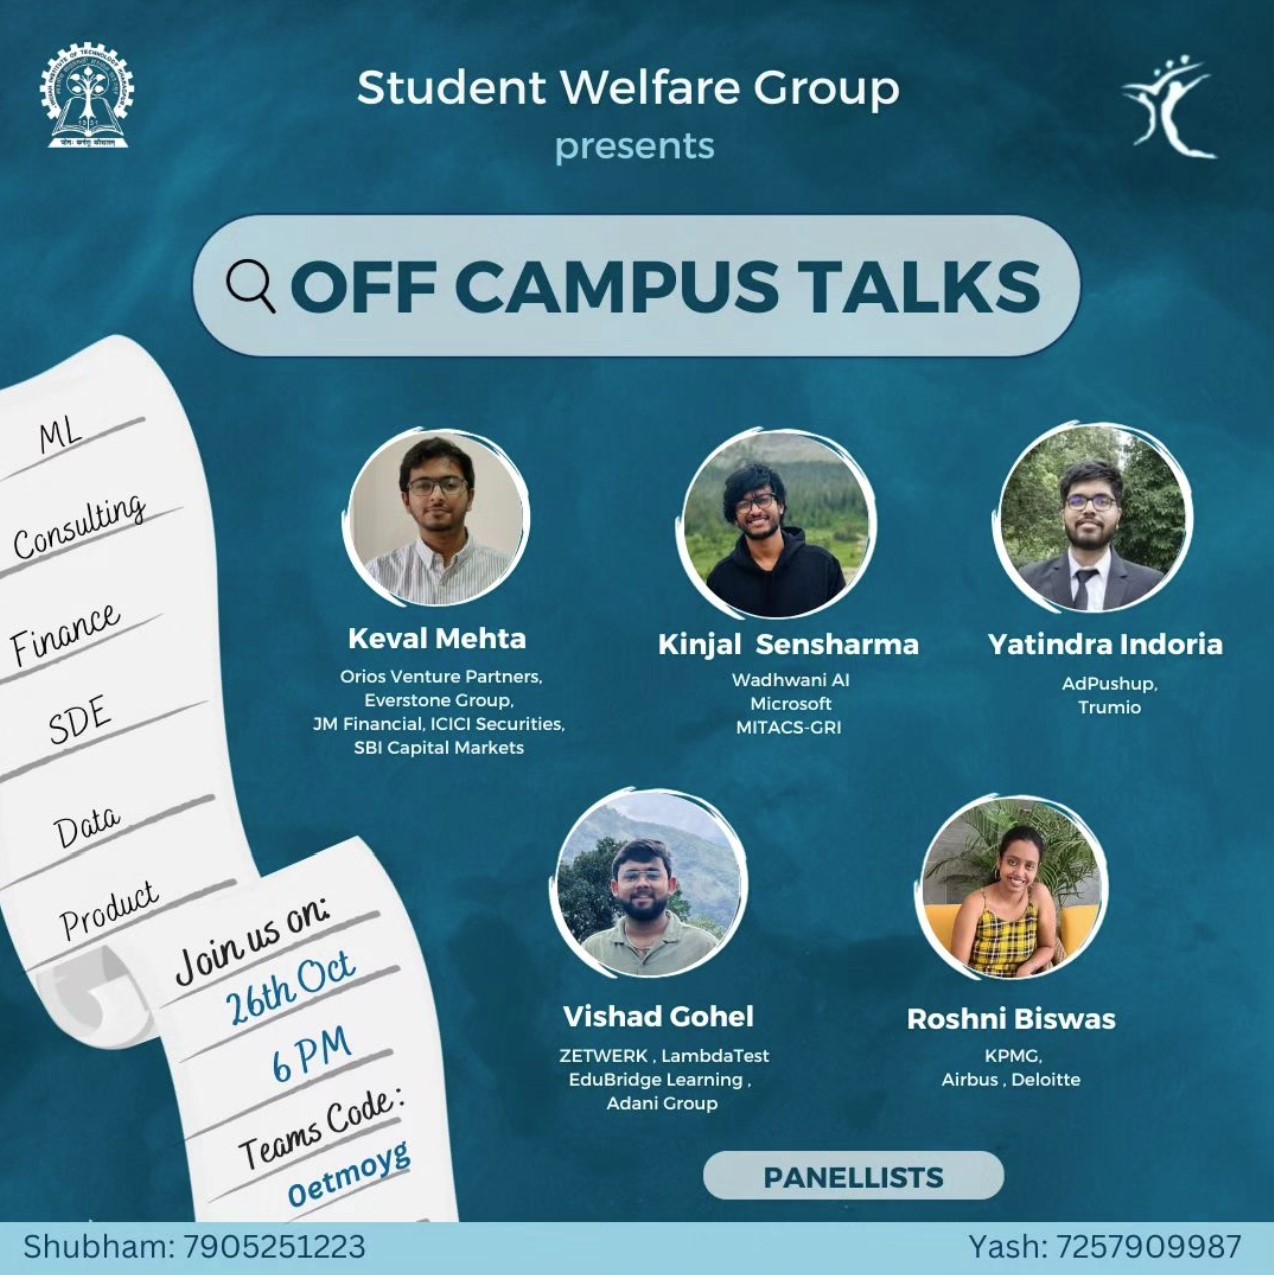 Student Welfare Group
presents
OFF CAMPUS TALKS
ML
Consulting
Finance
SDE
Data
Product
Join us on:
26th Oct
6 PM
Teams Code:
0etmoyg
Keval Mehta
Orios Venture Partners,
Everstone Group,
JM Financial, ICICI Securities,
SBI Capital Markets
Kinjal Sensharma
Wadhwani AI
Microsoft
MITACS-GRI
Yatindra Indoria
AdPushup,
Trumio
Vishad Gohel
ZETWERK , LambdaTest
EduBridge Learning ,
Adani Group
Roshni Biswas
KPMG,
Airbus , Deloitte
PANELLISTS
Shubham: 7905251223
Yash: 7257909987